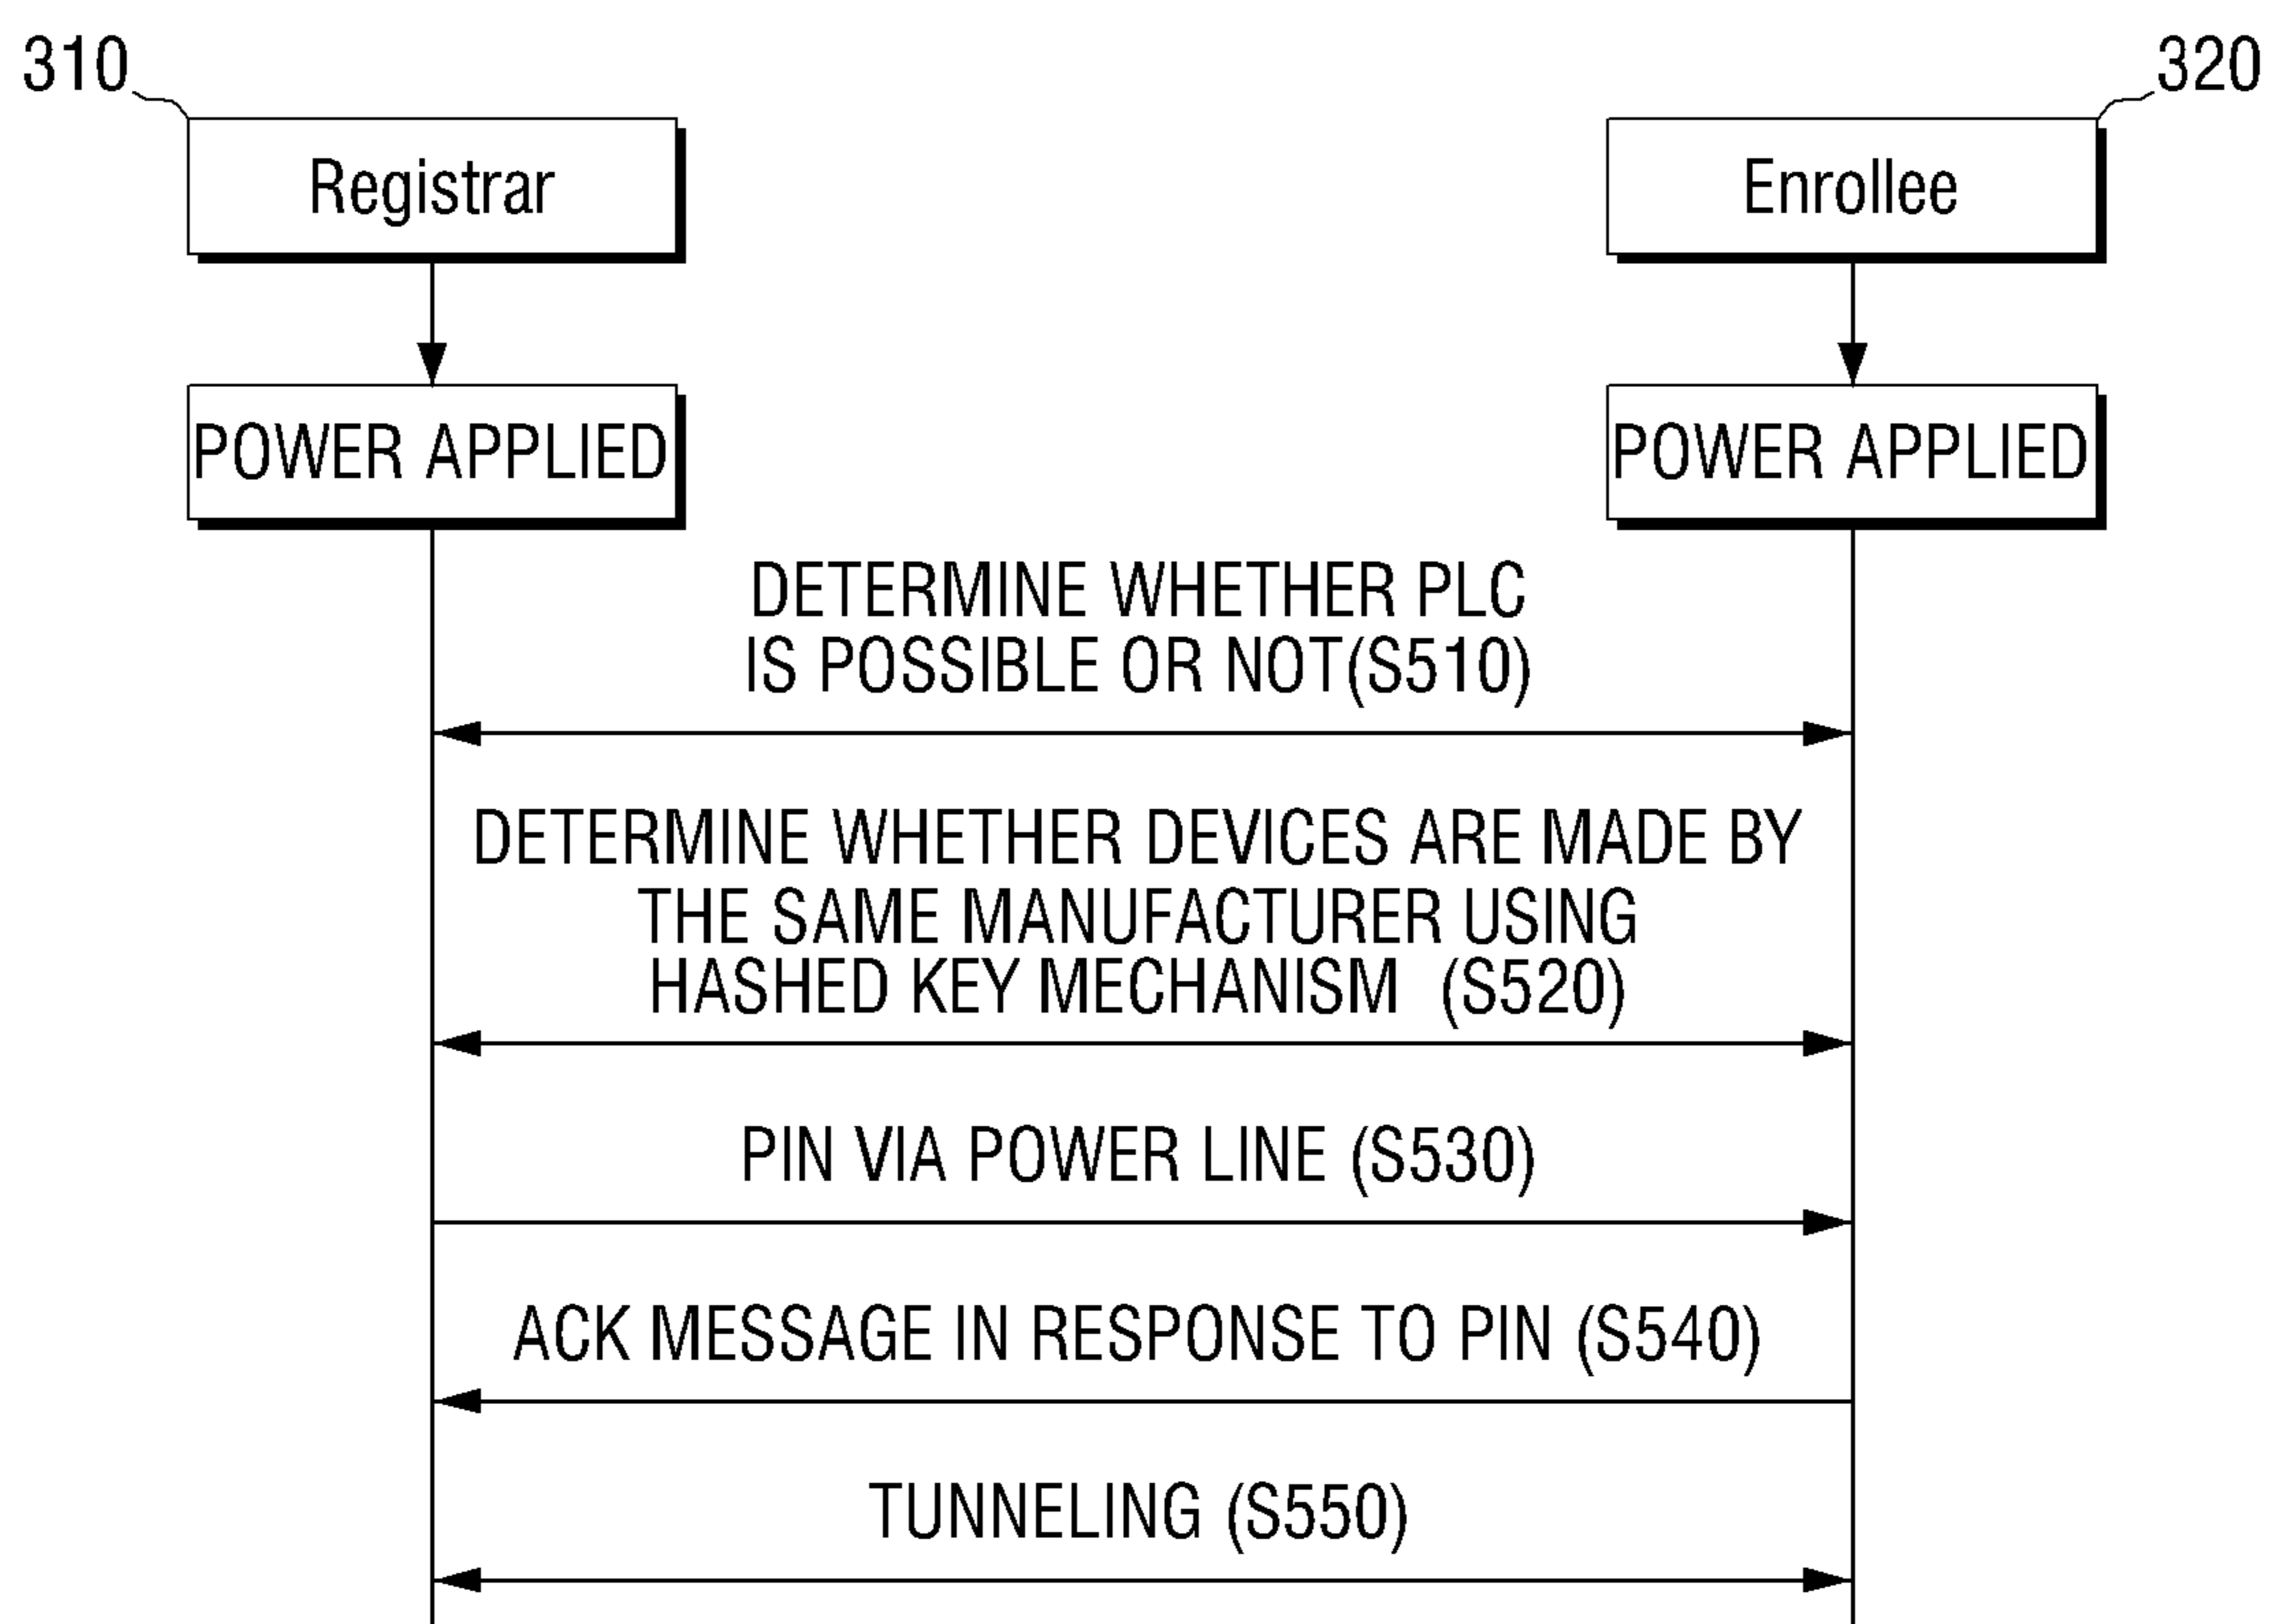 310
320
Registrar
Enrollee
POWER APPLIED
POWER APPLIED
DETERMINE WHETHER PLC
IS POSSIBLE OR NOT(S510)
DETERMINE WHETHER DEVICES ARE MADE BY
THE SAME MANUFACTURER USING
HASHED KEY MECHANISM (S520)
PIN VIA POWER LINE (S530)
ACK MESSAGE IN RESPONSE TO PIN (S540)
TUNNELING (S550)